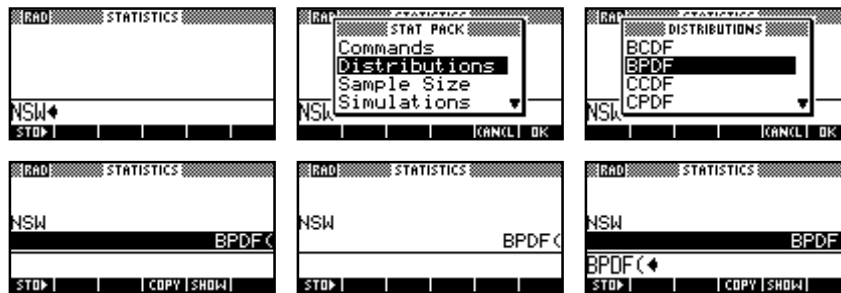 RAD STATISTICS
NSW
STO▶
STAT PACK
Commands
Distributions
Sample Size
Simulations
NSW
CANCL OK
RAD
DISTRIBUTIONS
BCDF
BPDF
CCDF
CPDF
NSW
CANCL OK
RAD STATISTICS
NSW
BPDF(
STO▶ COPY SHOW
RAD STATISTICS
NSW
BPDF(
STO▶
RAD STATISTICS
NSW
BPDF
BPDF(
STO▶ COPY SHOW